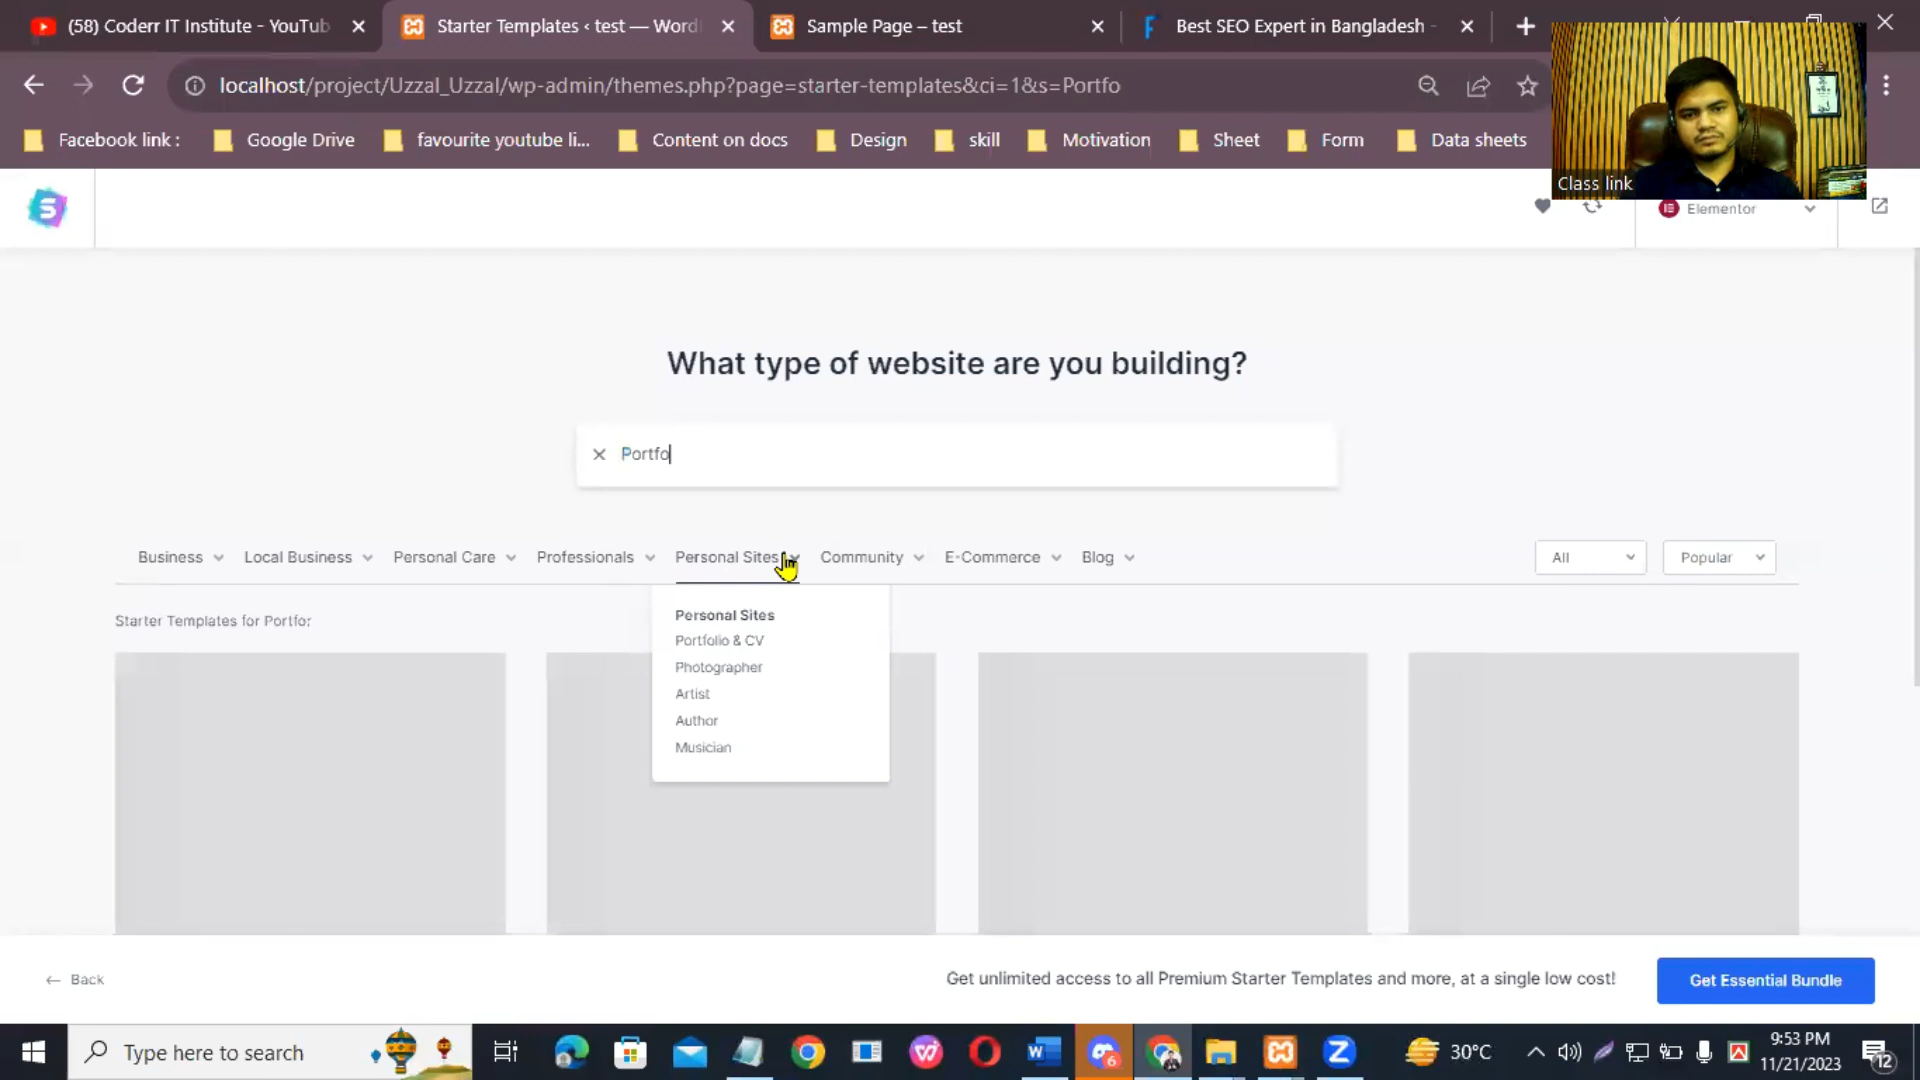 (58) Coderr IT Institute - YouTub
Starter Templates ‹ test — Word
Sample Page – test
Best SEO Expert in Bangladesh -
localhost/project/Uzzal_Uzzal/wp-admin/themes.php?page=starter-templates&ci=1&s=Portfo
Facebook link :
Google Drive
favourite youtube li...
Content on docs
Design
skill
Motivation
Sheet
Form
Data sheets
Class link
Elementor
What type of website are you building?
Portfo
Business
Local Business
Personal Care
Professionals
Personal Sites
Community
E-Commerce
Blog
All
Popular
Personal Sites
Portfolio & CV
Photographer
Artist
Author
Musician
Starter Templates for Portfo:
Back
Get unlimited access to all Premium Starter Templates and more, at a single low cost!
Get Essential Bundle
Type here to search
6
30°C
9:53 PM
11/21/2023
12